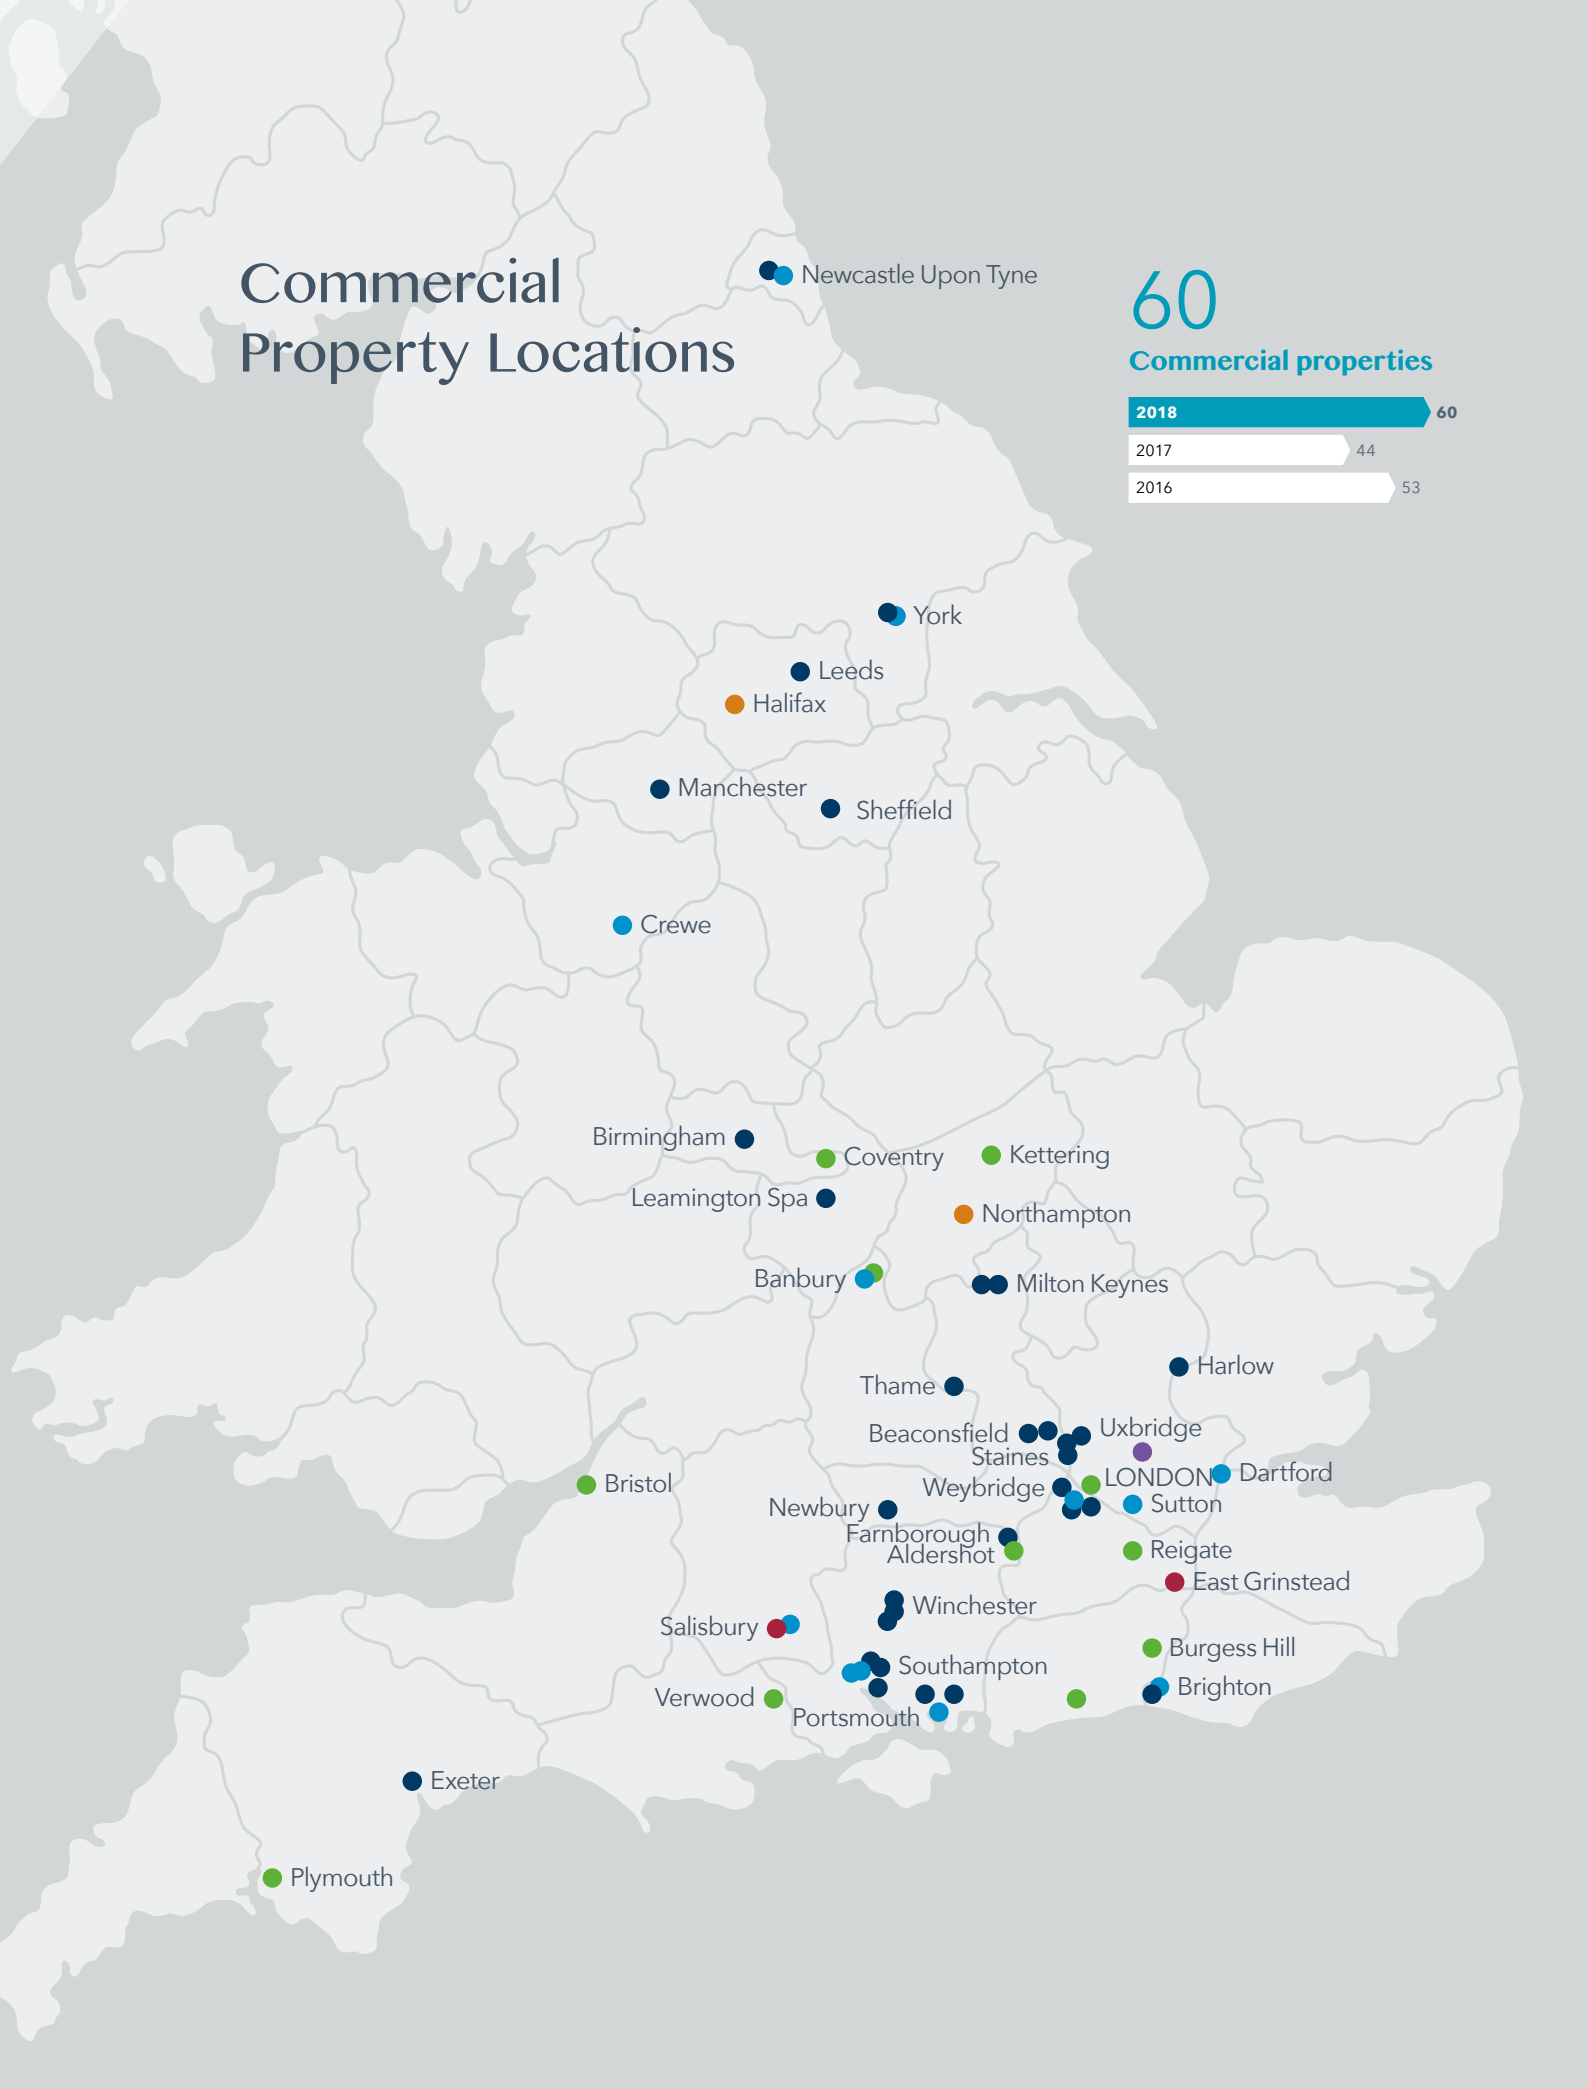 Commercial
Property Locations
60
Commercial properties
2018 60
2017 44
2016 53
Newcastle Upon Tyne
York
Leeds
Halifax
Manchester
Sheffield
Crewe
Birmingham
Coventry
Kettering
Leamington Spa
Northampton
Banbury
Milton Keynes
Harlow
Thame
Uxbridge
Beaconsfield
Staines
LONDON
Dartford
Bristol
Weybridge
Sutton
Newbury
Farnborough
Aldershot
Reigate
East Grinstead
Winchester
Salisbury
Burgess Hill
Southampton
Brighton
Verwood
Portsmouth
Exeter
Plymouth